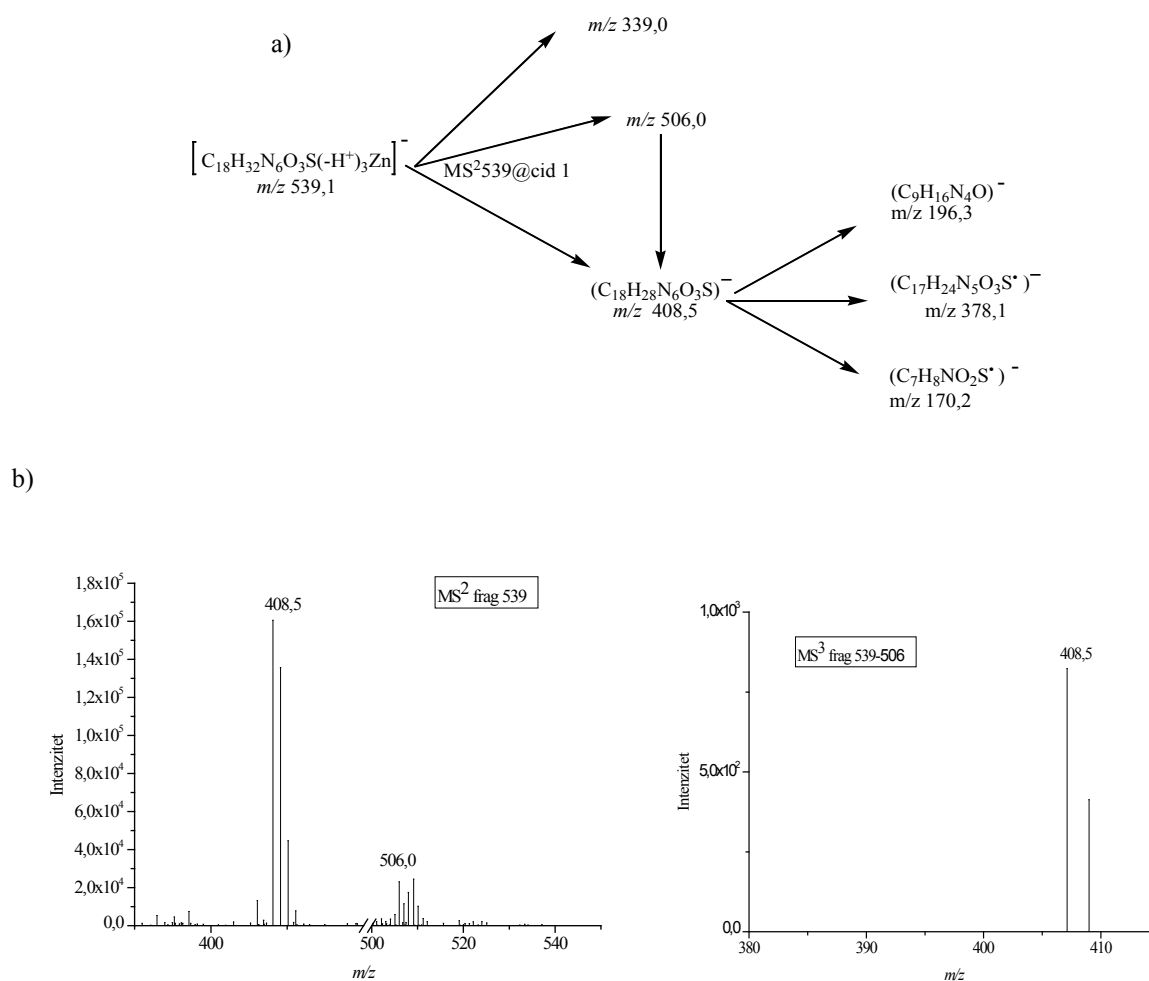 a)
m/z 339,0
m/z 506,0
[C₁₈H₃₂N₆O₃S(-H⁺)₃Zn]⁻
m/z 539,1
MS²539@cid 1
(C₁₈H₂₈N₆O₃S)⁻
m/z 408,5
(C₉H₁₆N₄O)⁻
m/z 196,3
(C₁₇H₂₄N₅O₃S•)⁻
m/z 378,1
(C₇H₈NO₂S•)⁻
m/z 170,2
b)
MS² frag 539
408,5
506,0
1,8x10⁵
1,6x10⁵
1,4x10⁵
1,2x10⁵
1,0x10⁵
8,0x10⁴
6,0x10⁴
4,0x10⁴
2,0x10⁴
0,0
Intenzitet
400 500 520 540
m/z
MS³ frag 539-506
408,5
1,0x10³
5,0x10²
0,0
Intenzitet
380 390 400 410
m/z